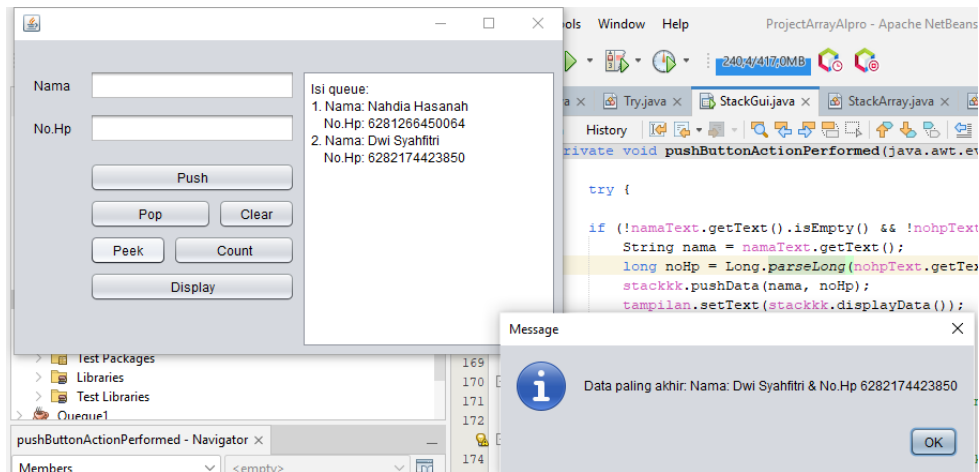 ols Window Help ProjectArrayAlpro - Apache NetBeans
240,4/417,0MB
a × Try.java × StackGui.java × StackArray.java ×
History
Nama
No.Hp
Push
Pop Clear
Peek Count
Display
Isi queue:
1. Nama: Nahdia Hasanah
No.Hp: 6281266450064
2. Nama: Dwi Syahfitri
No.Hp: 6282174423850
rivate void pushButtonActionPerformed(java.awt.ev
try {
if (!namaText.getText().isEmpty() && !nohpText
String nama = namaText.getText();
long noHp = Long.parseLong(nohpText.getTex
stackkk.pushData(nama, noHp);
tampilan.setText(stackkk.displayData());
Message
Data paling akhir: Nama: Dwi Syahfitri & No.Hp 6282174423850
OK
Test Packages
Libraries
Test Libraries
Queque1
169
170
171
172
174
pushButtonActionPerformed - Navigator ×
Members <empty>